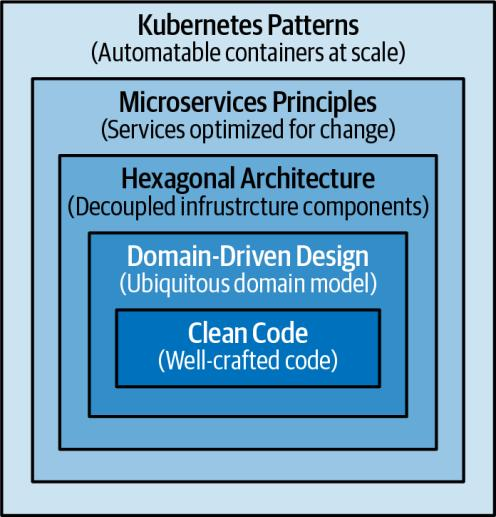 Kubernetes Patterns
(Automatable containers at scale)
Microservices Principles
(Services optimized for change)
Hexagonal Architecture
(Decoupled infrustrcture components)
Domain-Driven Design
(Ubiquitous domain model)
Clean Code
(Well-crafted code)